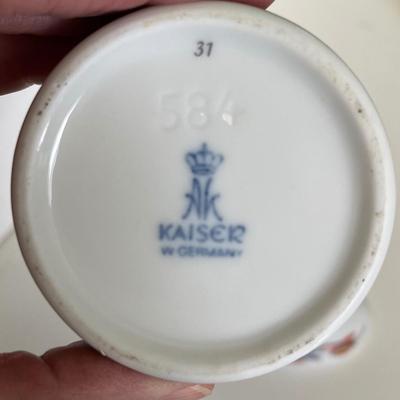 31
584
AK
KAISER
W GERMANY